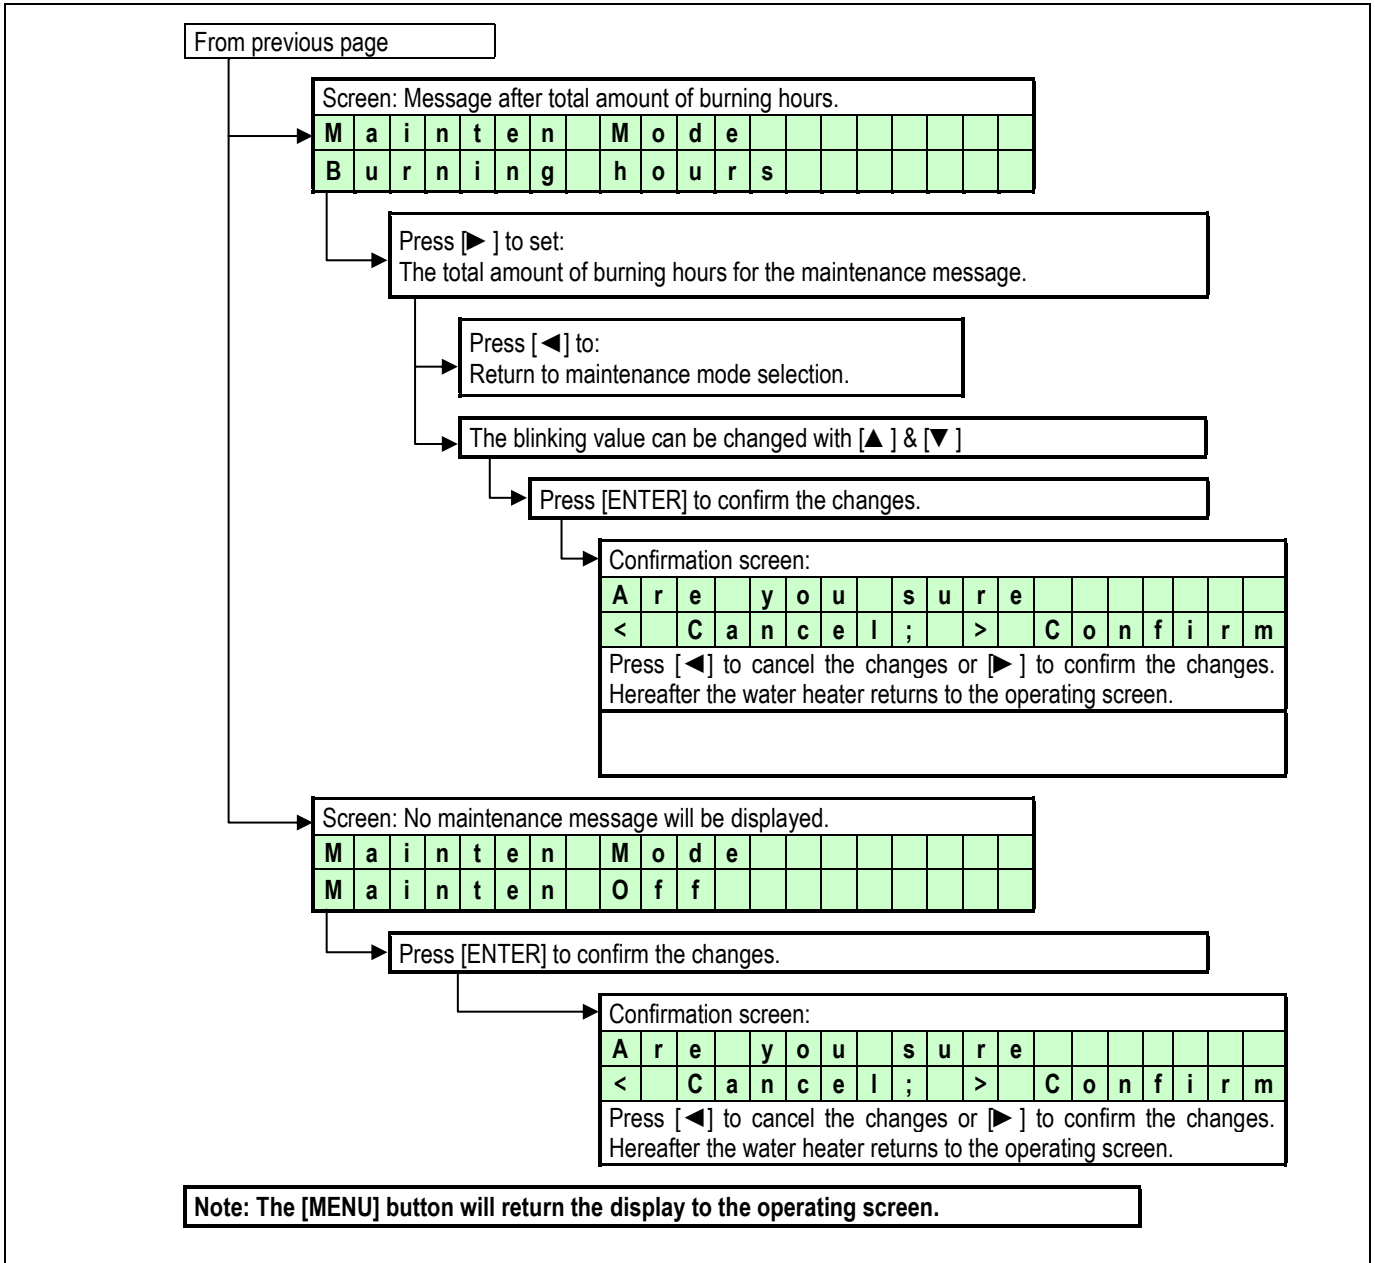 From previous page
Screen: Message after total amount of burning hours.
Mainten Mode
Burning hours
Press [► ] to set:
The total amount of burning hours for the maintenance message.
Press [ ◄] to:
Return to maintenance mode selection.
The blinking value can be changed with [▲ ] & [▼ ]
Press [ENTER] to confirm the changes.
Confirmation screen:
Are you sure
< Cancel; > Confirm
Press [ ◄] to cancel the changes or [► ] to confirm the changes.
Hereafter the water heater returns to the operating screen.
Screen: No maintenance message will be displayed.
Mainten Mode
Mainten Off
Press [ENTER] to confirm the changes.
Confirmation screen:
Are you sure
< Cancel; > Confirm
Press [ ◄] to cancel the changes or [► ] to confirm the changes.
Hereafter the water heater returns to the operating screen.
Note: The [MENU] button will return the display to the operating screen.